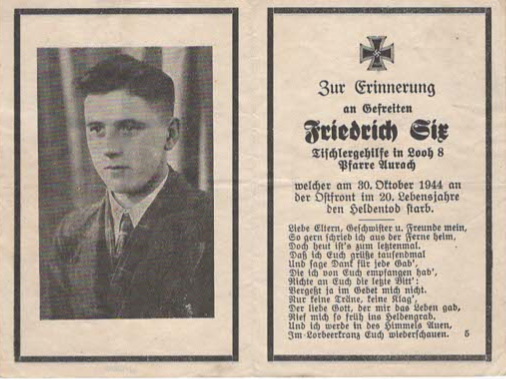 Zur Erinnerung
an Gefreiten
Friedrich Six
Tischlergehilfe in Looh 8
Pfarre Aurach
welcher am 30. Oktober 1944 an
der Ostfront im 20. Lebensjahre
den Heldentod starb.
Liebe Eltern, Geschwister u. Freunde mein,
So gern schrieb ich aus der Ferne heim,
Doch heut ist's zum letztenmal.
Daß ich Euch grüße tausendmal
Und sage Dank für jede Gab',
Die ich von Euch empfangen hab',
Richte an Euch die letzte Bitt':
Vergeßt ja im Gebet mich nicht.
Nur keine Träne, keine Klag',
Der liebe Gott, der mir das Leben gab,
Rief mich so früh ins Heldengrab,
Und ich werde in des Himmels Auen,
Im Lorbeerkranz Euch wiederschauen. 5